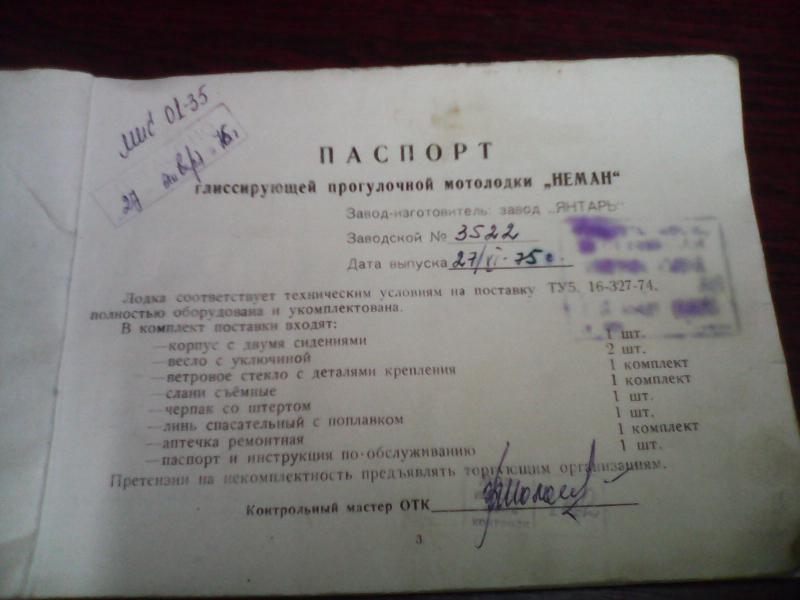 01-35
27 января 76.
ПАСПОРТ
глиссирующей прогулочной мотолодки „НЕМАН“
Завод-изготовитель: завод „ЯНТАРЬ“
Заводской № 3522
Дата выпуска 27/VI-75г.
Лодка соответствует техническим условиям на поставку ТУ5. 16-327-74.
полностью оборудована и укомплектована.
В комплект поставки входят:
—корпус с двумя сидениями 1 шт.
—весло с уключиной 2 шт.
—ветровое стекло с деталями крепления 1 комплект
—слани съёмные 1 комплект
—черпак со штертом 1 шт.
—линь спасательный с поплавком 1 шт.
—аптечка ремонтная 1 комплект
—паспорт и инструкция по обслуживанию 1 шт.
Претензии на некомплектность предъявлять торгующим организациям.
Контрольный мастер ОТК
3